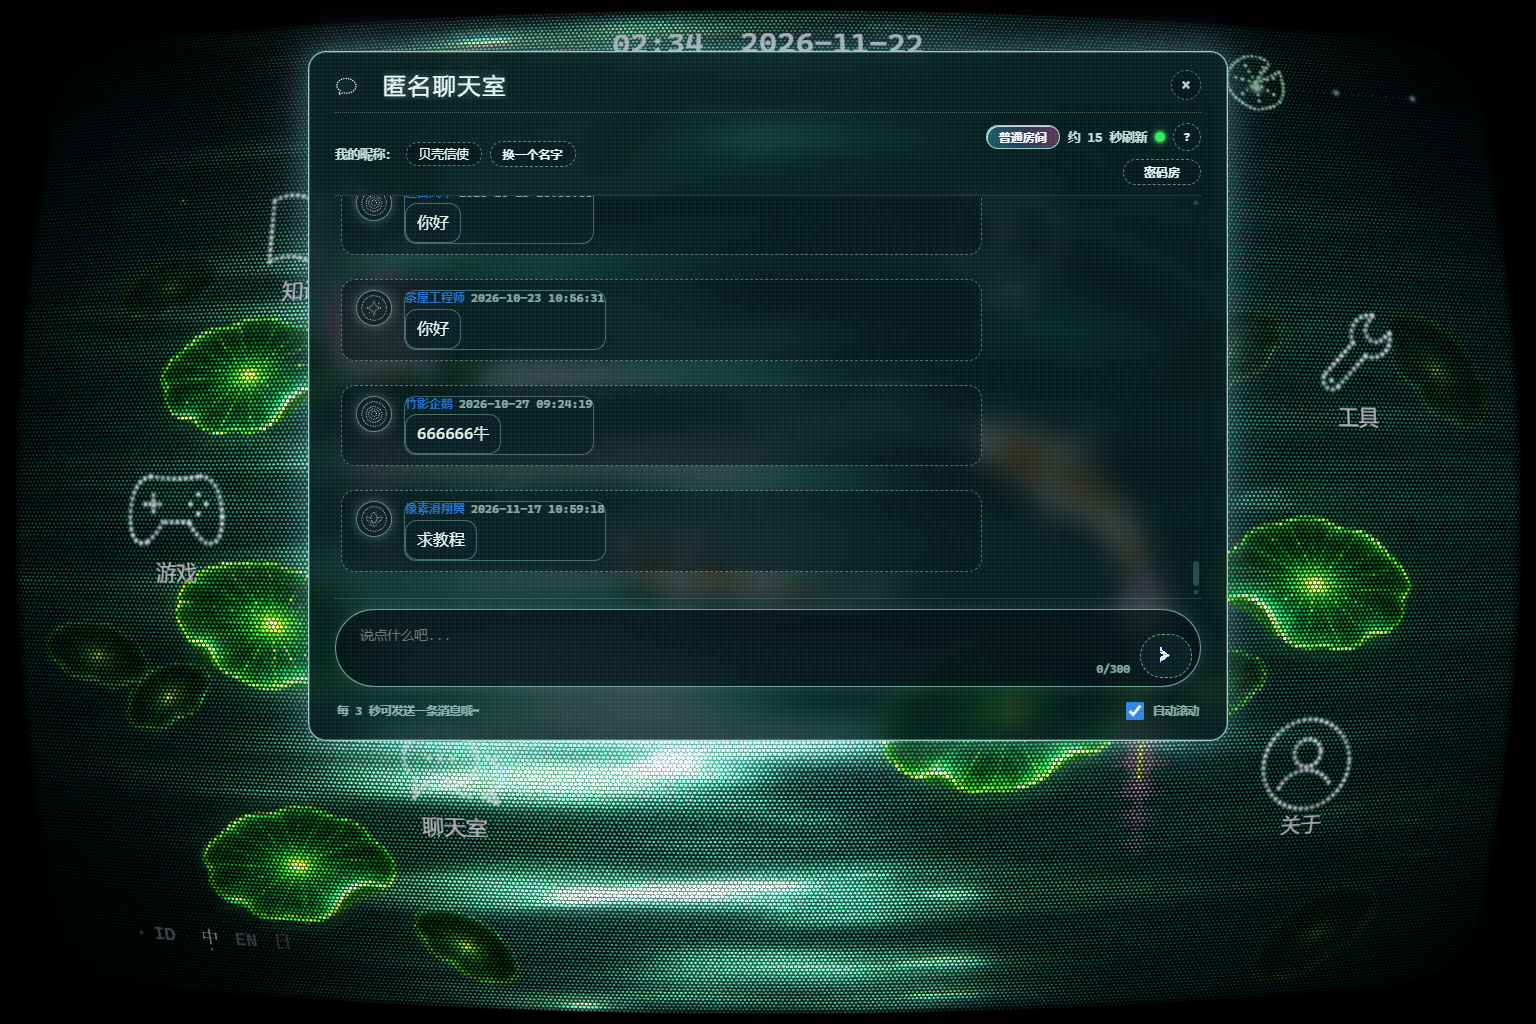 02:34 2026-11-22
匿名聊天室
×
普通房间 约 15 秒刷新 ?
我的昵称: 贝壳信使 换一个名字
密码房
你好
知
茶屋工程师 2026-10-23 10:56:31
你好
工具
竹影企鹅 2026-10-27 09:24:19
666666牛
像素滑翔翼 2026-11-17 10:59:18
求教程
游戏
说点什么吧...
0/300
每 3 秒可发送一条消息哦~
自动滚动
聊天室
关于
· ID · 中 EN 日